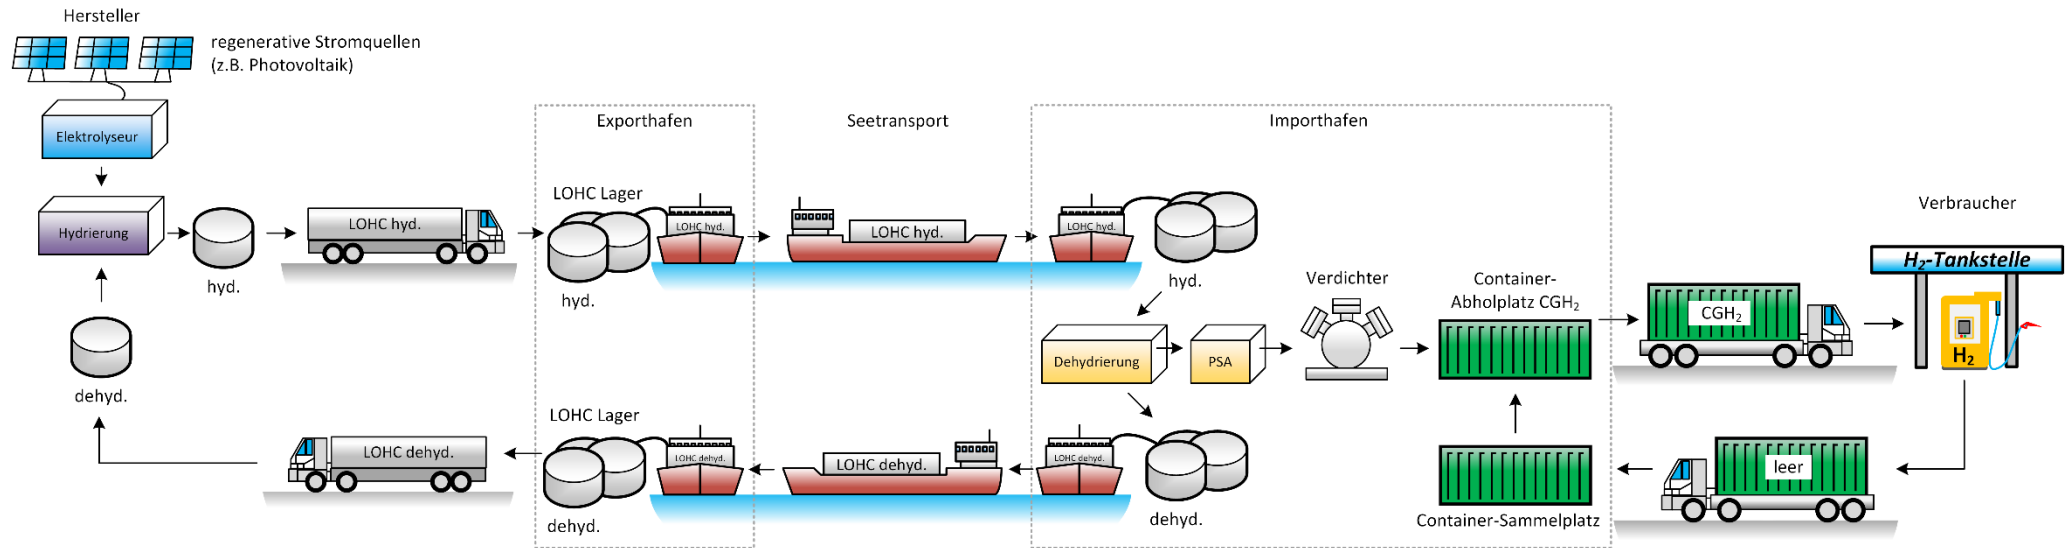 Hersteller
regenerative Stromquellen
(z.B. Photovoltaik)
Elektrolyseur
Hydrierung
hyd.
dehyd.
LOHC hyd.
LOHC dehyd.
Exporthafen
LOHC Lager
LOHC hyd.
hyd.
LOHC Lager
LOHC dehyd.
dehyd.
Seetransport
LOHC hyd.
LOHC dehyd.
Importhafen
LOHC hyd.
hyd.
Dehydrierung
PSA
Verdichter
Container-
Abholplatz CGH₂
LOHC dehyd.
dehyd.
Container-Sammelplatz
CGH₂
leer
Verbraucher
H₂-Tankstelle
H₂